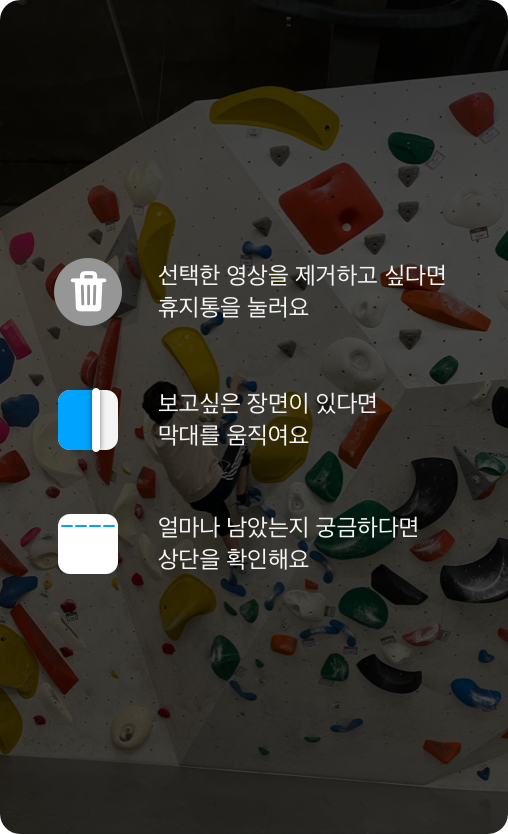 선택한 영상을 제거하고 싶다면
휴지통을 눌러요
보고싶은 장면이 있다면
막대를 움직여요
얼마나 남았는지 궁금하다면
상단을 확인해요